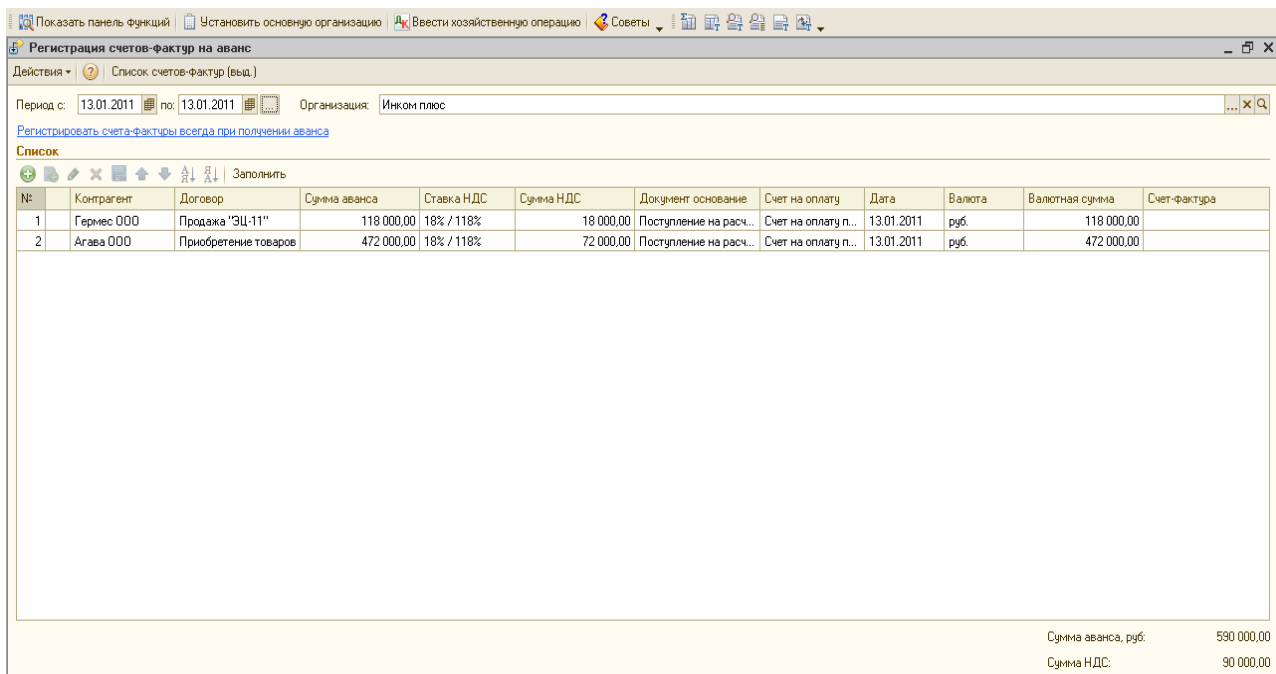 Показать панель функций Установить основную организацию Ввести хозяйственную операцию Советы
Регистрация счетов-фактур на аванс
Действия Список счетов-фактур (выд.)
Период с: 13.01.2011 по: 13.01.2011 ... Организация: Инком плюс ...
Регистрировать счета-фактуры всегда при получении аванса
Список
Заполнить
№ Контрагент Договор Сумма аванса Ставка НДС Сумма НДС Документ основание Счет на оплату Дата Валюта Валютная сумма Счет-фактура
1 Гермес ООО Продажа "ЭЦ-11" 118 000,00 18% / 118% 18 000,00 Поступление на расч... Счет на оплату п... 13.01.2011 руб. 118 000,00
2 Агава ООО Приобретение товаров 472 000,00 18% / 118% 72 000,00 Поступление на расч... Счет на оплату п... 13.01.2011 руб. 472 000,00
Сумма аванса, руб: 590 000,00
Сумма НДС: 90 000,00